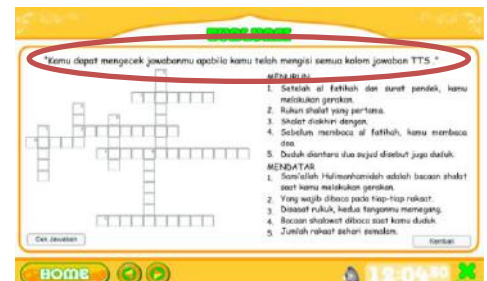 "Kamu dapat mengecek jawabanmu apabila kamu telah mengisi semua kolom jawaban TTS."
MENURUN
1. Setelah al fatihah dan surat pendek, kamu
melakukan gerakan.
2. Rukun shalat yang pertama.
3. Shalat diakhiri dengan.
4. Sebelum membaca al fatihah, kamu membaca
doa.
5. Duduk diantara dua sujud disebut juga duduk.
MENDATAR
1. Sami'allah Hulimanhamidah adalah bacaan shalat
saat kamu melakukan gerakan.
2. Yang wajib dibaca pada tiap-tiap rakaat.
3. Disaat rukuk, kedua tanganmu memegang.
4. Bacaan shalawat dibaca saat kamu duduk.
5. Jumlah rakaat sehari semalam.
Cek Jawaban
Kembali
HOME
12:04:80